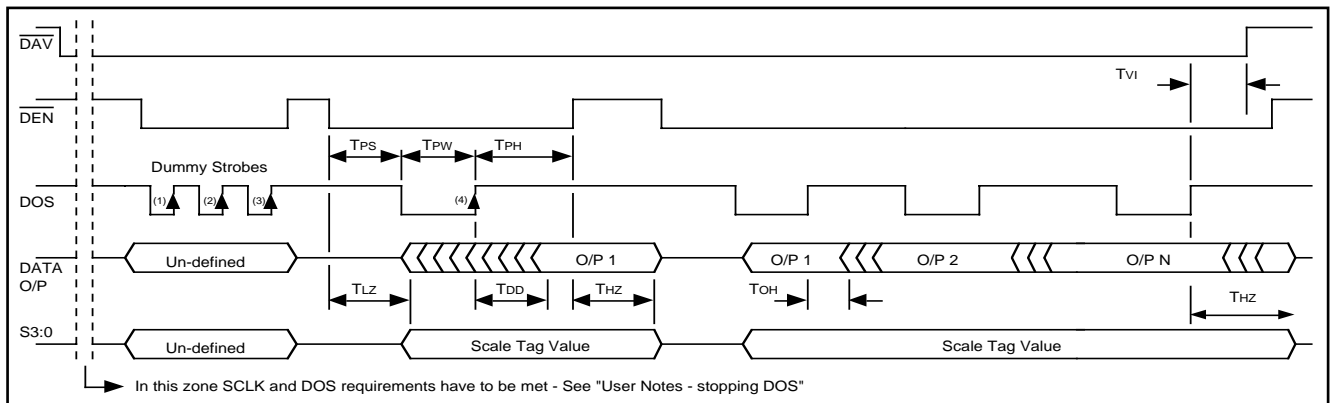 DAV
TVI
DEN
TPS TPW TPH
Dummy Strobes
DOS (1) (2) (3) (4)
DATA O/P
Un-defined O/P 1 O/P 1 O/P 2 O/P N
TLZ TDD THZ TOH THZ
S3:0 Un-defined Scale Tag Value Scale Tag Value
In this zone SCLK and DOS requirements have to be met - See "User Notes - stopping DOS"